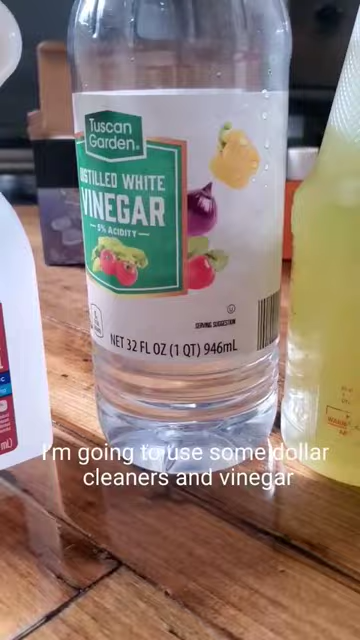 Tuscan
Garden®
DISTILLED WHITE
VINEGAR
5% ACIDITY
SERVING SUGGESTION
NET 32 FL OZ (1 QT) 946mL
mL)
I'm going to use some dollar
cleaners and vinegar